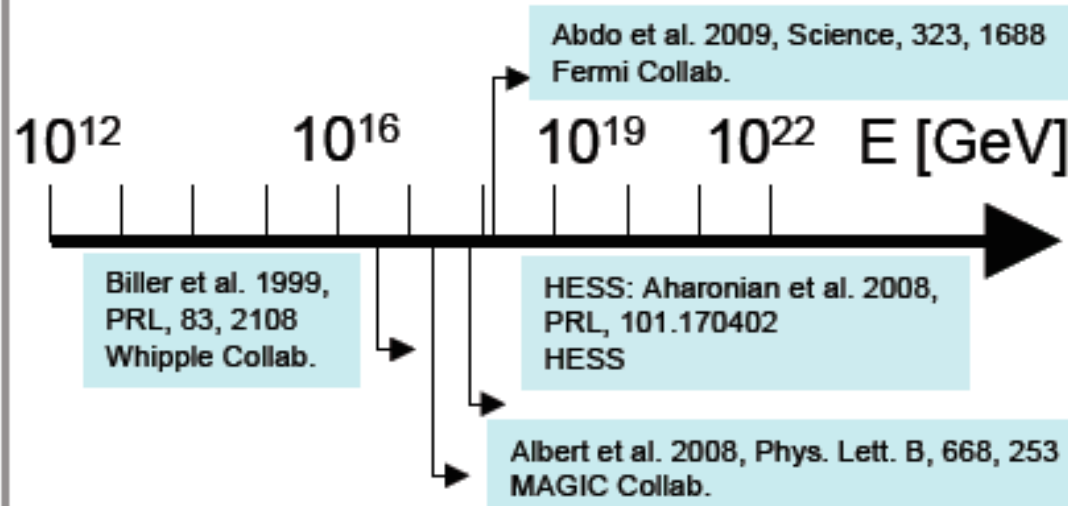 Abdo et al. 2009, Science, 323, 1688
Fermi Collab.
10¹² 10¹⁶ 10¹⁹ 10²² E [GeV]
Biller et al. 1999,
PRL, 83, 2108
Whipple Collab.
HESS: Aharonian et al. 2008,
PRL, 101.170402
HESS
Albert et al. 2008, Phys. Lett. B, 668, 253
MAGIC Collab.